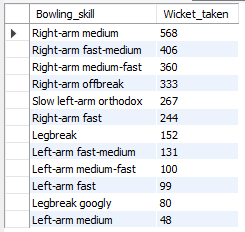 Bowling_skill Wicket_taken
Right-arm medium 568
Right-arm fast-medium 406
Right-arm medium-fast 360
Right-arm offbreak 333
Slow left-arm orthodox 267
Right-arm fast 244
Legbreak 152
Left-arm fast-medium 131
Left-arm medium-fast 100
Left-arm fast 99
Legbreak googly 80
Left-arm medium 48